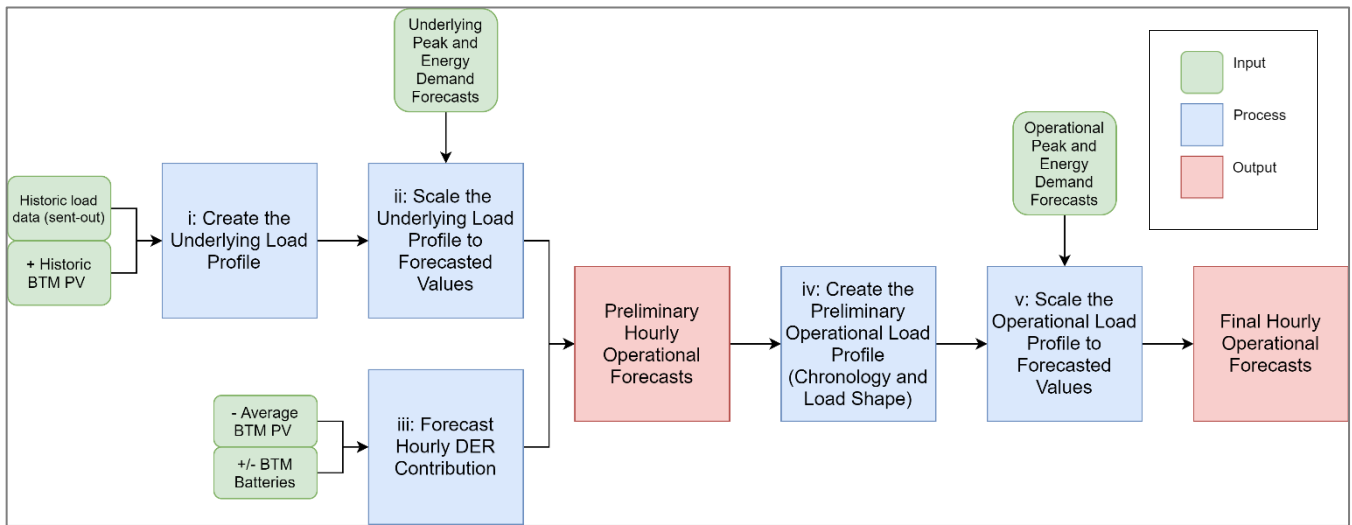 Underlying
Peak and
Energy
Demand
Forecasts
Input
Process
Output
Operational
Peak and
Energy
Demand
Forecasts
Historic load
data (sent-out)
+ Historic
BTM PV
i: Create the
Underlying Load
Profile
ii: Scale the
Underlying Load
Profile to
Forecasted
Values
- Average
BTM PV
+/- BTM
Batteries
iii: Forecast
Hourly DER
Contribution
Preliminary
Hourly
Operational
Forecasts
iv: Create the
Preliminary
Operational Load
Profile
(Chronology and
Load Shape)
v: Scale the
Operational Load
Profile to
Forecasted
Values
Final Hourly
Operational
Forecasts